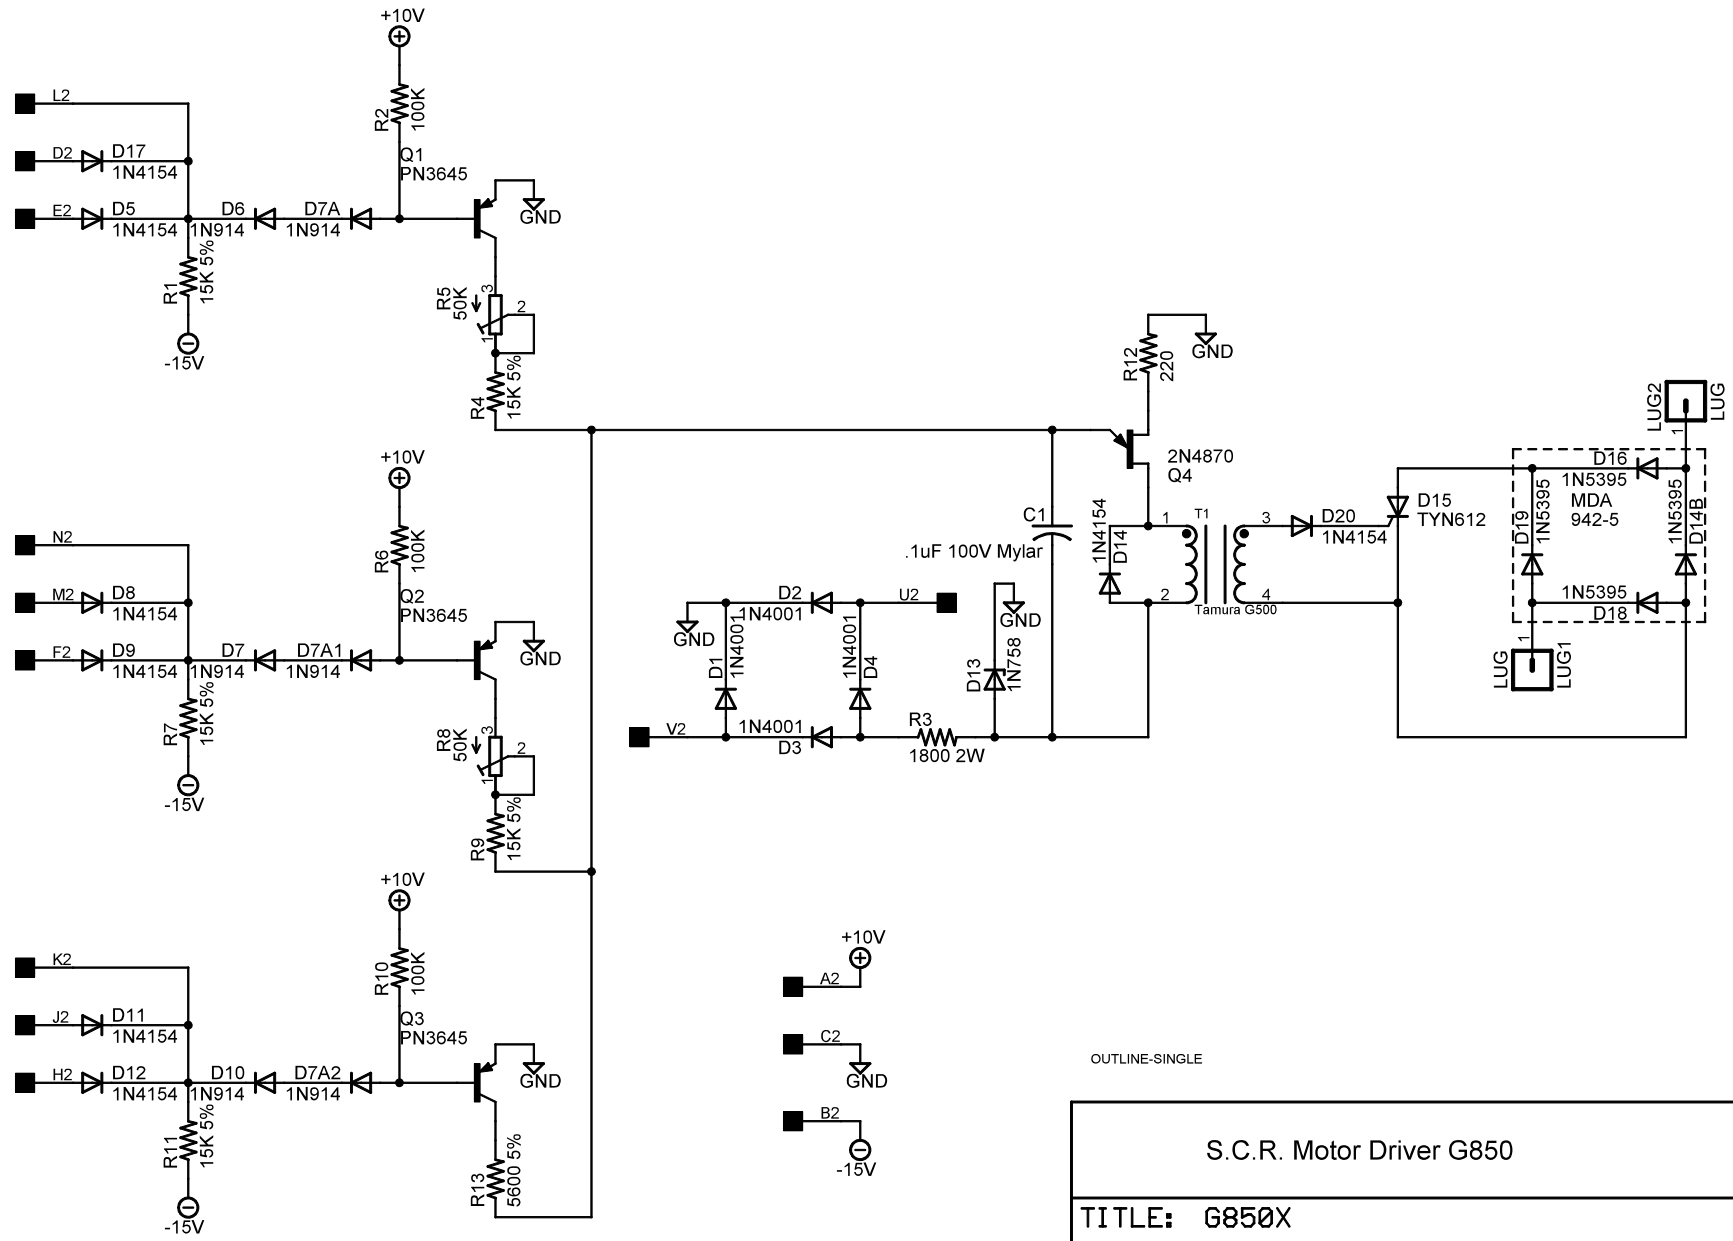 +10V
L2
R2
100K
D2
D17
1N4154
Q1
PN3645
E2
D5
1N4154
D6
1N914
D7A
1N914
GND
R1
15K 5%
-15V
R5
50K
3
2
1
R4
15K 5%
R12
220
GND
2N4870
Q4
LUG2
LUG
1
+10V
N2
R6
100K
M2
D8
1N4154
Q2
PN3645
F2
D9
1N4154
D7
1N914
D7A1
1N914
GND
R7
15K 5%
-15V
R8
50K
3
2
1
R9
15K 5%
C1
.1uF 100V Mylar
1N4154
D14
1
T1
3
2
4
Tamura G500
D20
1N4154
D15
TYN612
D16
1N5395
MDA
942-5
D19
1N5395
1N5395
D14B
1N5395
D18
1
LUG
LUG1
GND
D2
1N4001
U2
D1
1N4001
1N4001
D4
V2
1N4001
D3
R3
1800 2W
D13
1N758
GND
+10V
K2
R10
100K
J2
D11
1N4154
Q3
PN3645
H2
D12
1N4154
D10
1N914
D7A2
1N914
GND
R11
15K 5%
-15V
R13
5600 5%
+10V
A2
C2
GND
B2
-15V
OUTLINE-SINGLE
S.C.R. Motor Driver G850
TITLE: G850X